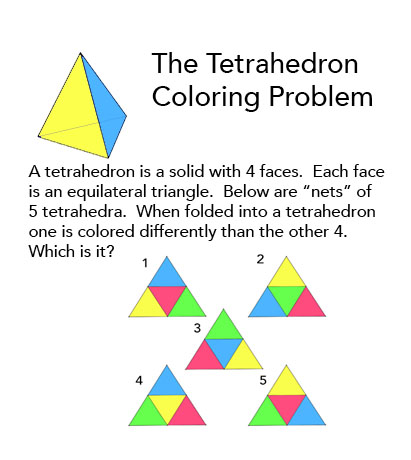 The Tetrahedron
Coloring Problem
A tetrahedron is a solid with 4 faces.  Each face
is an equilateral triangle.  Below are “nets” of
5 tetrahedra.  When folded into a tetrahedron
one is colored differently than the other 4.
Which is it?
1
2
3
4
5